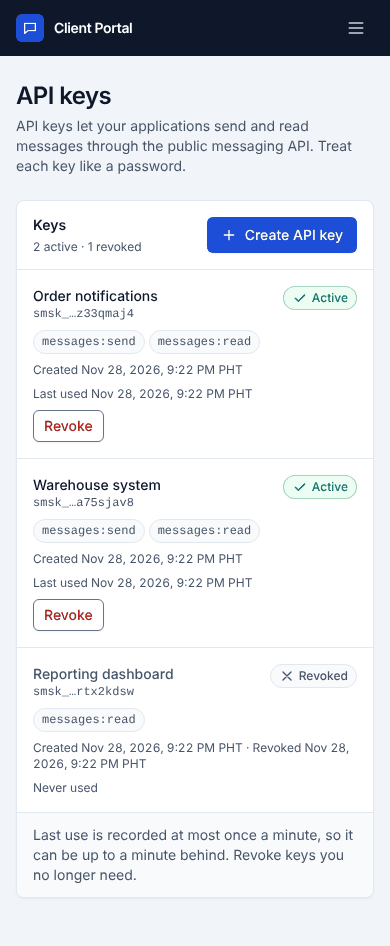 Client Portal
API keys
API keys let your applications send and read
messages through the public messaging API. Treat
each key like a password.
Keys
2 active · 1 revoked
Create API key
Order notifications
Active
smsk_…z33qmaj4
messages:send messages:read
Created Nov 28, 2026, 9:22 PM PHT
Last used Nov 28, 2026, 9:22 PM PHT
Revoke
Warehouse system
Active
smsk_…a75sjav8
messages:send messages:read
Created Nov 28, 2026, 9:22 PM PHT
Last used Nov 28, 2026, 9:22 PM PHT
Revoke
Reporting dashboard
Revoked
smsk_…rtx2kdsw
messages:read
Created Nov 28, 2026, 9:22 PM PHT · Revoked Nov 28,
2026, 9:22 PM PHT
Never used
Last use is recorded at most once a minute, so it
can be up to a minute behind. Revoke keys you
no longer need.